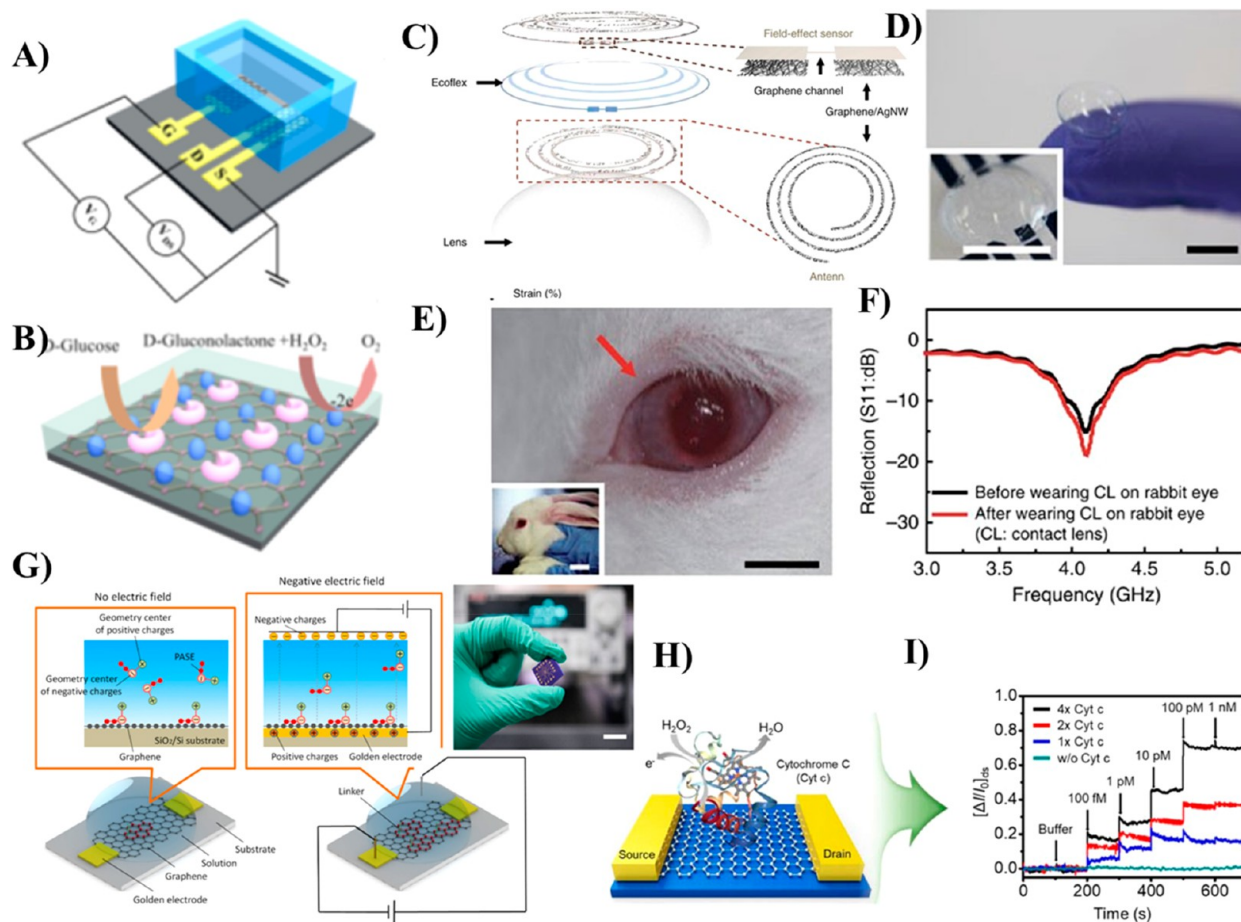 A)
G
D
S
V_G
V_DS
B)
D-Glucose
D-Gluconolactone +H₂O₂
O₂
-2e
C)
Field-effect sensor
Ecoflex
Graphene channel
Graphene/AgNW
Lens
Antenn
D)
Strain (%)
E)
F)
0
−10
−20
−30
Reflection (S11:dB)
Before wearing CL on rabbit eye
After wearing CL on rabbit eye
(CL: contact lens)
3.0
3.5
4.0
4.5
5.0
Frequency (GHz)
G)
No electric field
Geometry center
of positive charges
PASE
Geometry center
of negative charges
SiO₂/Si substrate
Graphene
Negative electric field
Negative charges
Positive charges
Golden electrode
Linker
Substrate
Solution
Graphene
Golden electrode
H)
H₂O₂
H₂O
e⁻
Cytochrome C
(Cyt c)
Source
Drain
I)
1.0
0.8
0.6
0.4
0.2
0.0
[ΔI/I₀]ds
4x Cyt c
2x Cyt c
1x Cyt c
w/o Cyt c
100 pM
1 nM
10 pM
1 pM
100 fM
Buffer
0
200
400
600
Time (s)